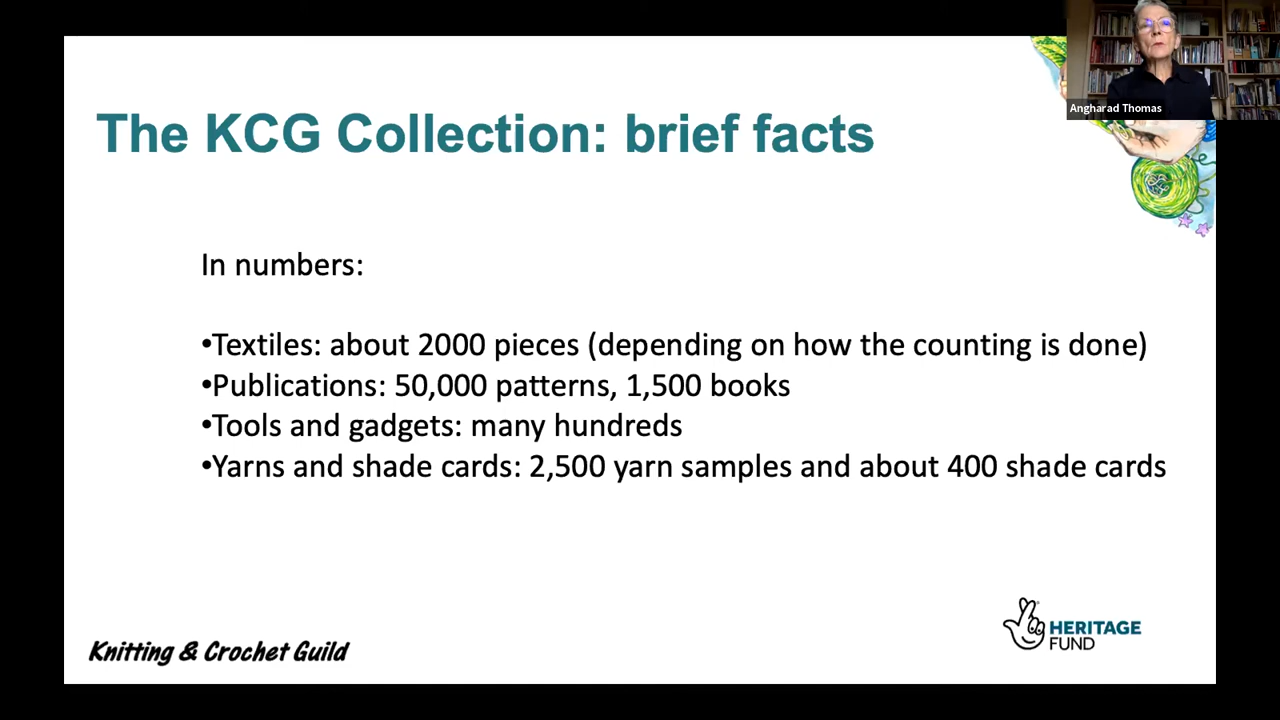 Angharad Thomas
The KCG Collection: brief facts
In numbers:
•Textiles: about 2000 pieces (depending on how the counting is done)
•Publications: 50,000 patterns, 1,500 books
•Tools and gadgets: many hundreds
•Yarns and shade cards: 2,500 yarn samples and about 400 shade cards
Knitting & Crochet Guild
HERITAGE
FUND